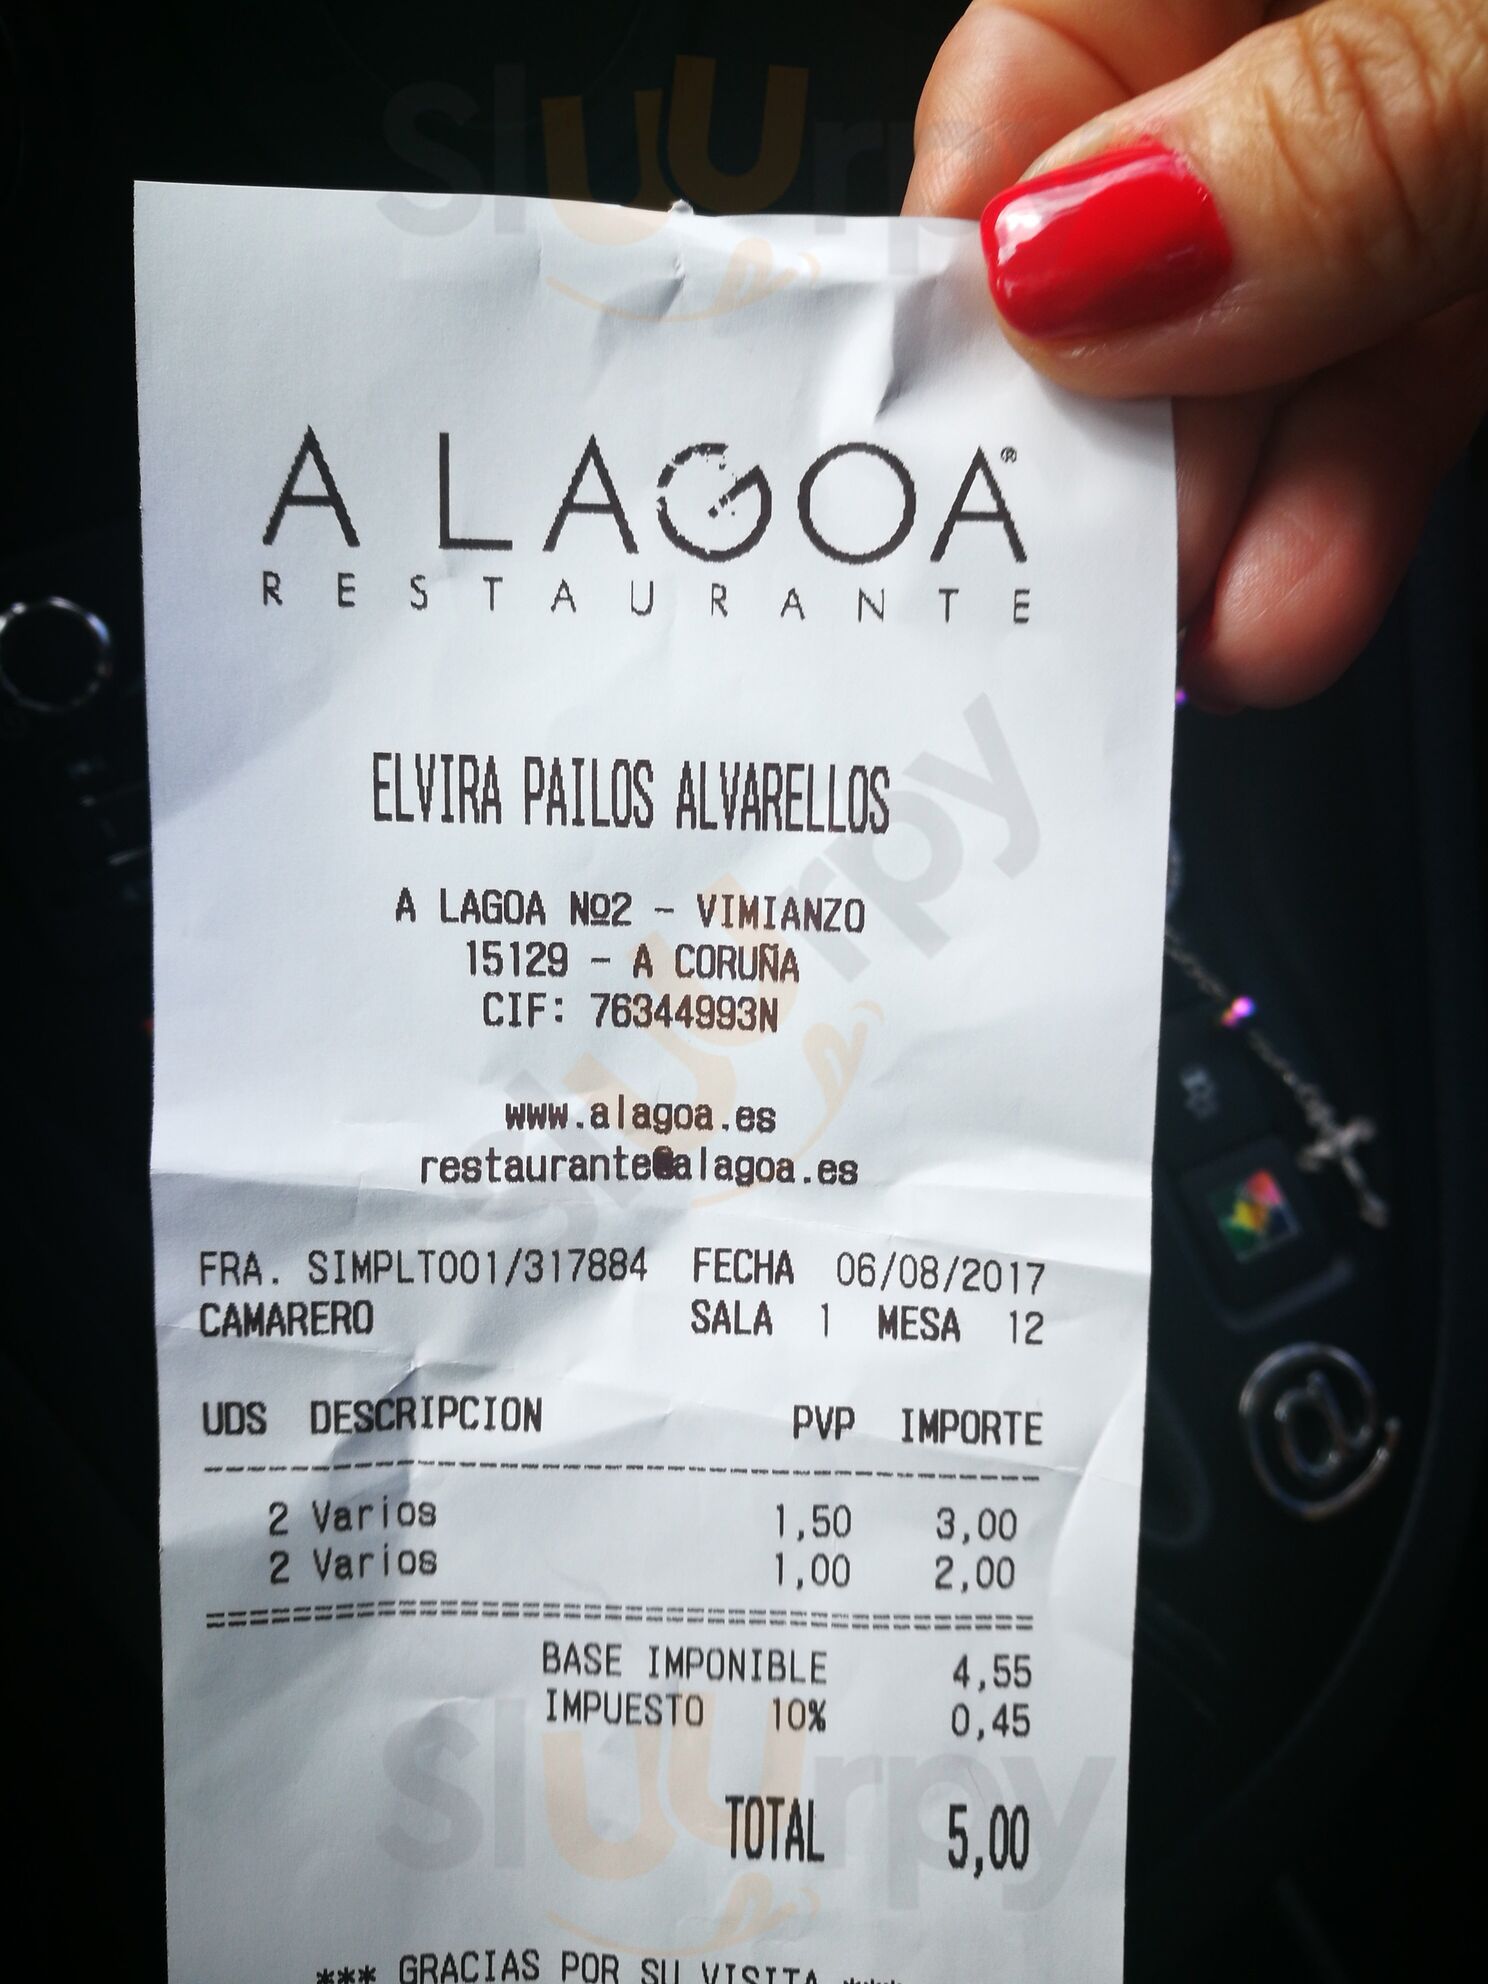 A LAGOA®
RESTAURANTE
ELVIRA PAILOS ALVARELLOS
A LAGOA Nº2 - VIMIANZO
15129 - A CORUÑA
CIF: 76344993N
www.alagoa.es
restaurante@alagoa.es
FRA. SIMPLT001/317884 FECHA 06/08/2017
CAMARERO SALA 1 MESA 12
UDS DESCRIPCION PVP IMPORTE
2 Varios 1,50 3,00
2 Varios 1,00 2,00
BASE IMPONIBLE 4,55
IMPUESTO 10% 0,45
TOTAL 5,00
*** GRACIAS POR SU VISITA ***
sluurpy
sluurpy
sluurpy
@